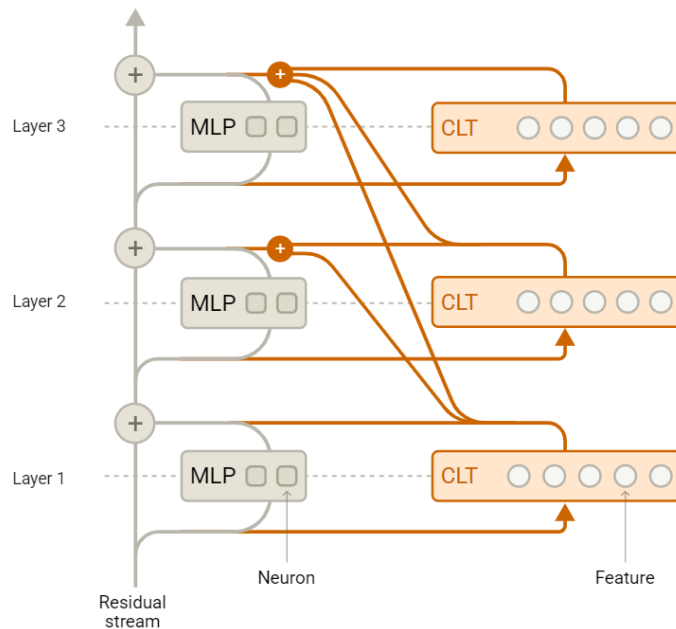 Layer 3
MLP
CLT
Layer 2
MLP
CLT
Layer 1
MLP
CLT
Neuron
Feature
Residual
stream